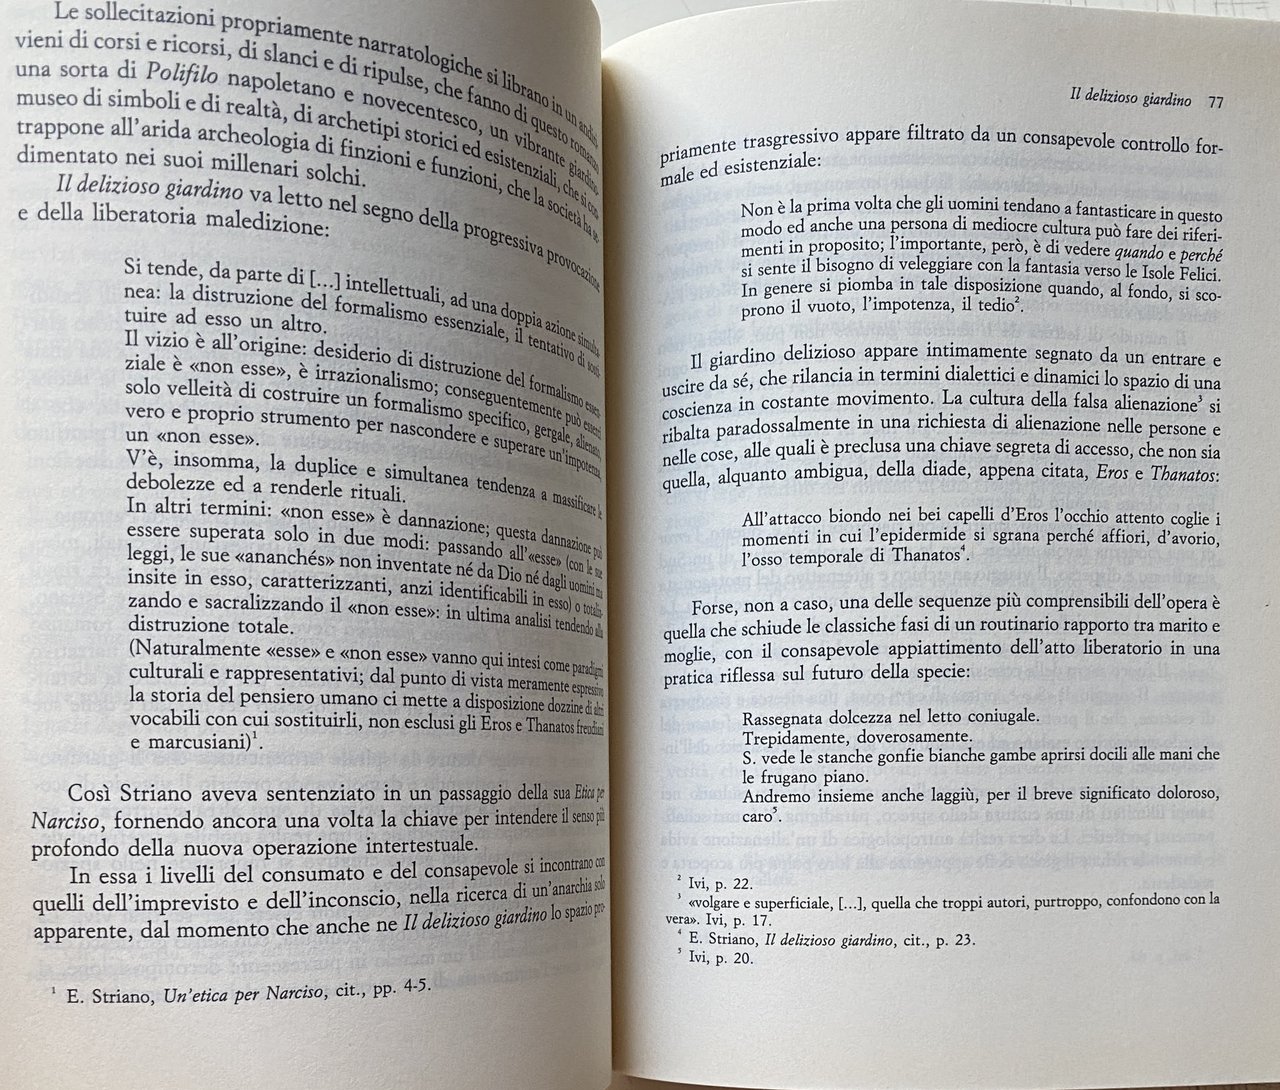 Le sollecitazioni propriamente narratologiche si librano in un andi-
vieni di corsi e ricorsi, di slanci e di ripulse, che fanno di questo romanzo
una sorta di Polifilo napoletano e novecentesco, un vibrante giardino-
museo di simboli e di realtà, di archetipi storici ed esistenziali, che si con-
trappone all'arida archeologia di finzioni e funzioni, che la società ha se-
dimentato nei suoi millenari solchi.
Il delizioso giardino va letto nel segno della progressiva provocazione
e della liberatoria maledizione:
Si tende, da parte di [...] intellettuali, ad una doppia azione simulta-
nea: la distruzione del formalismo essenziale, il tentativo di sosti-
tuire ad esso un altro.
Il vizio è all'origine: desiderio di distruzione del formalismo essen-
ziale è «non esse», è irrazionalismo; conseguentemente può esservi
solo velleità di costruire un formalismo specifico, gergale, alienato,
vero e proprio strumento per nascondere e superare un'impotenza,
un «non esse».
V'è, insomma, la duplice e simultanea tendenza a massificare le
debolezze ed a renderle rituali.
In altri termini: «non esse» è dannazione; questa dannazione può
essere superata solo in due modi: passando all'«esse» (con le sue
leggi, le sue «ananchés» non inventate né da Dio né dagli uomini ma
insite in esso, caratterizzanti, anzi identificabili in esso) o totaliz-
zando e sacralizzando il «non esse»: in ultima analisi tendendo alla
distruzione totale.
(Naturalmente «esse» e «non esse» vanno qui intesi come paradigmi
culturali e rappresentativi; dal punto di vista meramente espressivo
la storia del pensiero umano ci mette a disposizione dozzine di altri
vocabili con cui sostituirli, non esclusi gli Eros e Thanatos freudiani
e marcusiani)¹.
Così Striano aveva sentenziato in un passaggio della sua Etica per
Narciso, fornendo ancora una volta la chiave per intendere il senso più
profondo della nuova operazione intertestuale.
In essa i livelli del consumato e del consapevole si incontrano con
quelli dell'imprevisto e dell'inconscio, nella ricerca di un'anarchia solo
apparente, dal momento che anche ne Il delizioso giardino lo spazio pro-
¹ E. Striano, Un'etica per Narciso, cit., pp. 4-5.
Il delizioso giardino 77
priamente trasgressivo appare filtrato da un consapevole controllo for-
male ed esistenziale:
Non è la prima volta che gli uomini tendano a fantasticare in questo
modo ed anche una persona di mediocre cultura può fare dei riferi-
menti in proposito; l'importante, però, è di vedere quando e perché
si sente il bisogno di veleggiare con la fantasia verso le Isole Felici.
In genere si piomba in tale disposizione quando, al fondo, si sco-
prono il vuoto, l'impotenza, il tedio².
Il giardino delizioso appare intimamente segnato da un entrare e
uscire da sé, che rilancia in termini dialettici e dinamici lo spazio di una
coscienza in costante movimento. La cultura della falsa alienazione³ si
ribalta paradossalmente in una richiesta di alienazione nelle persone e
nelle cose, alle quali è preclusa una chiave segreta di accesso, che non sia
quella, alquanto ambigua, della diade, appena citata, Eros e Thanatos:
All'attacco biondo nei bei capelli d'Eros l'occhio attento coglie i
momenti in cui l'epidermide si sgrana perché affiori, d'avorio,
l'osso temporale di Thanatos⁴.
Forse, non a caso, una delle sequenze più comprensibili dell'opera è
quella che schiude le classiche fasi di un routinario rapporto tra marito e
moglie, con il consapevole appiattimento dell'atto liberatorio in una
pratica riflessa sul futuro della specie:
Rassegnata dolcezza nel letto coniugale.
Trepidamente, doverosamente.
S. vede le stanche gonfie bianche gambe aprirsi docili alle mani che
le frugano piano.
Andremo insieme anche laggiù, per il breve significato doloroso,
caro⁵.
² Ivi, p. 22.
³ «volgare e superficiale, [...], quella che troppi autori, purtroppo, confondono con la
vera». Ivi, p. 17.
⁴ E. Striano, Il delizioso giardino, cit., p. 23.
⁵ Ivi, p. 20.